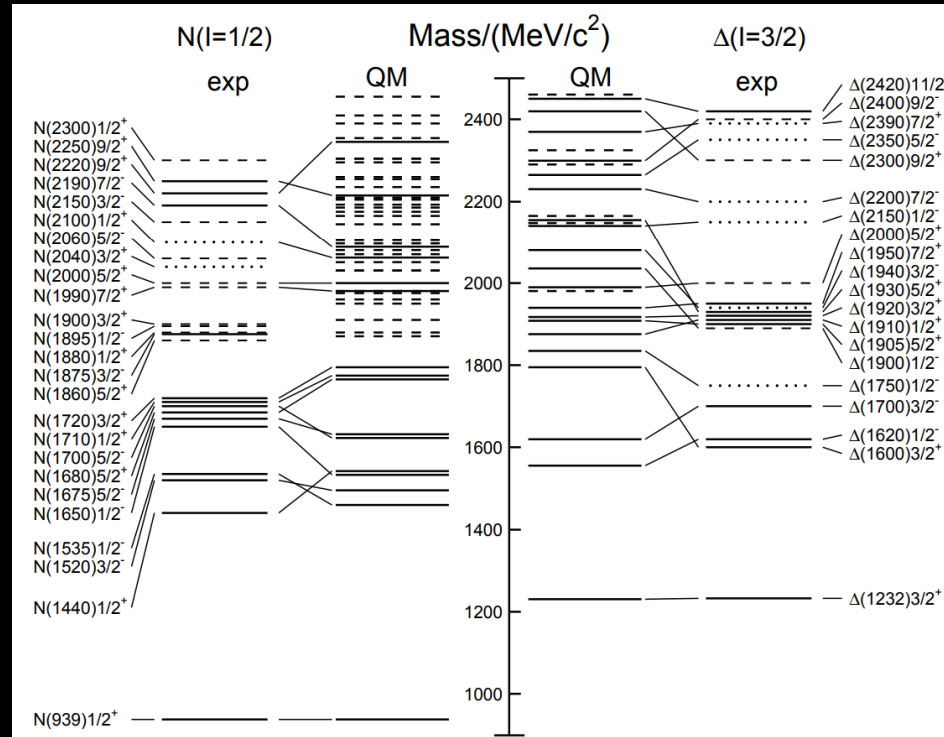 N(I=1/2) Mass/(MeV/c²) Δ(I=3/2)
exp QM QM exp
N(2300)1/2⁺
N(2250)9/2⁺
N(2220)9/2⁻
N(2190)7/2⁻
N(2150)3/2⁻
N(2100)1/2⁺
N(2060)5/2⁻
N(2040)3/2⁺
N(2000)5/2⁺
N(1990)7/2⁺
N(1900)3/2⁺
N(1895)1/2⁻
N(1880)1/2⁺
N(1875)3/2⁻
N(1860)5/2⁺
N(1720)3/2⁺
N(1710)1/2⁺
N(1700)5/2⁻
N(1680)5/2⁺
N(1675)5/2⁻
N(1650)1/2⁻
N(1535)1/2⁻
N(1520)3/2⁻
N(1440)1/2⁺
N(939)1/2⁺
2400
2200
2000
1800
1600
1400
1200
1000
Δ(2420)11/2
Δ(2400)9/2⁻
Δ(2390)7/2⁺
Δ(2350)5/2⁻
Δ(2300)9/2⁺
Δ(2200)7/2⁻
Δ(2150)1/2⁻
Δ(2000)5/2⁺
Δ(1950)7/2⁺
Δ(1940)3/2⁻
Δ(1930)5/2⁺
Δ(1920)3/2⁺
Δ(1910)1/2⁺
Δ(1905)5/2⁺
Δ(1900)1/2⁻
Δ(1750)1/2⁻
Δ(1700)3/2⁻
Δ(1620)1/2⁻
Δ(1600)3/2⁺
Δ(1232)3/2⁺